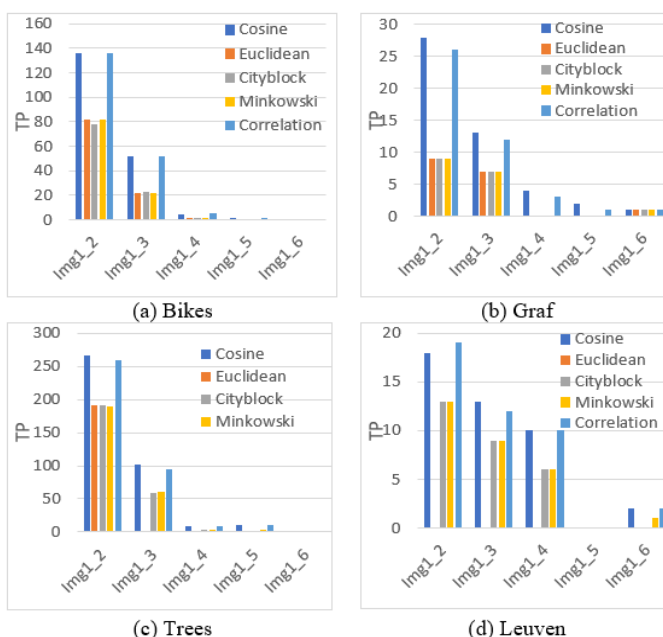 160
140
120
100
80
60
40
20
0
TP
Cosine
Euclidean
Cityblock
Minkowski
Correlation
Img1_2
Img1_3
Img1_4
Img1_5
Img1_6
(a) Bikes
30
25
20
15
10
5
0
TP
Cosine
Euclidean
Cityblock
Minkowski
Correlation
Img1_2
Img1_3
Img1_4
Img1_5
Img1_6
(b) Graf
300
250
200
150
100
50
0
TP
Cosine
Euclidean
Cityblock
Minkowski
Img1_2
Img1_3
Img1_4
Img1_5
Img1_6
(c) Trees
20
15
10
5
0
TP
Cosine
Euclidean
Cityblock
Minkowski
Correlation
Img1_2
Img1_3
Img1_4
Img1_5
Img1_6
(d) Leuven